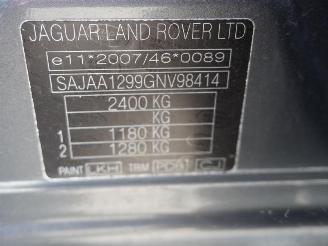 JAGUAR LAND ROVER LTD
e11*2007/46*0089
SAJAA1299GNV98414
2400 KG
KG
1 1180 KG
2 1280 KG
PAINT LKH TRIM